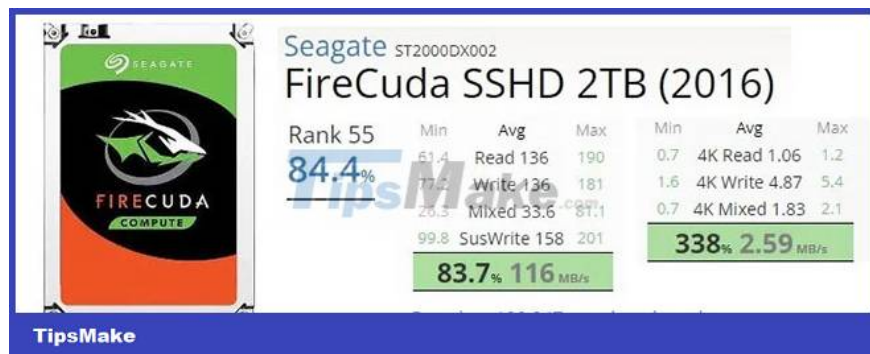 SEAGATE
FIRECUDA
COMPUTE
Seagate ST2000DX002
FireCuda SSHD 2TB (2016)
Rank 55
84.4%
Min Avg Max
61.4 Read 136 190
77.2 Write 136 181
26.3 Mixed 33.6 81.1
99.8 SusWrite 158 201
83.7% 116 MB/s
Min Avg Max
0.7 4K Read 1.06 1.2
1.6 4K Write 4.87 5.4
0.7 4K Mixed 1.83 2.1
338% 2.59 MB/s
TipsMake.com
TipsMake